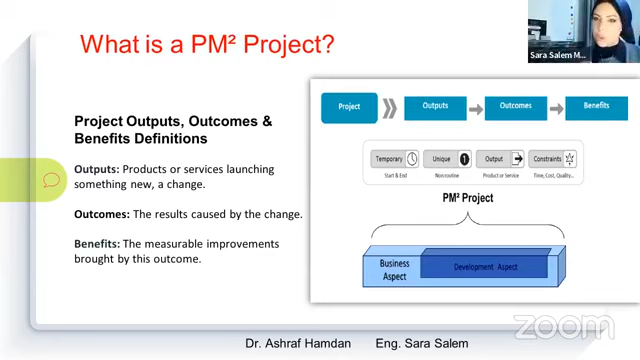 What is a PM² Project?
Sara Salem M...
Project Outputs, Outcomes &
Benefits Definitions
Outputs: Products or services launching
something new, a change.
Outcomes: The results caused by the change.
Benefits: The measurable improvements
brought by this outcome.
Project
Outputs
Outcomes
Benefits
Temporary
Unique
1
Output
Constraints
Start & End
Nonroutine
Product or Service
Time, Cost, Quality...
PM² Project
Business
Aspect
Development Aspect
zoom
Dr. Ashraf Hamdan Eng. Sara Salem